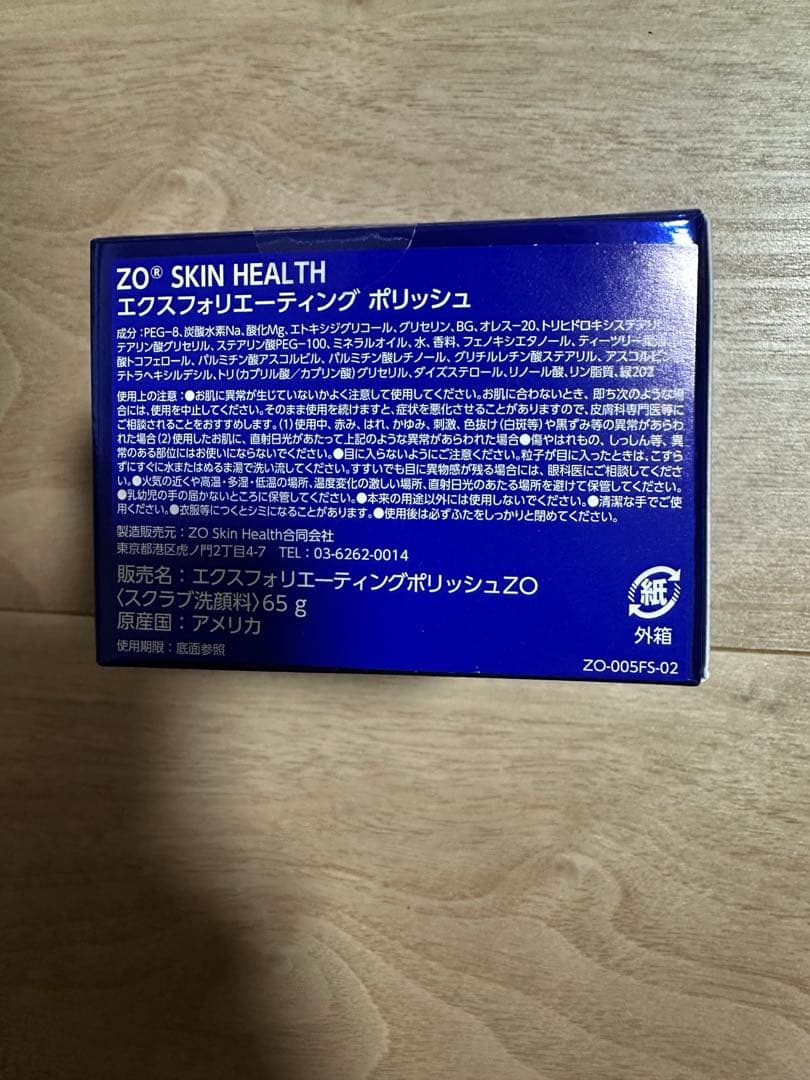 ZO® SKIN HEALTH
エクスフォリエーティング ポリッシュ
成分：PEG-8、炭酸水素Na、酸化Mg、エトキシジグリコール、グリセリン、BG、オレス-20、トリヒドロキシステアリン、ス
テアリン酸グリセリル、ステアリン酸PEG-100、ミネラルオイル、水、香料、フェノキシエタノール、ティーツリー葉油、
酸トコフェロール、パルミチン酸アスコルビル、パルミチン酸レチノール、グリチルレチン酸ステアリル、アスコルビン
テトラヘキシルデシル、トリ(カプリル酸／カプリン酸)グリセリル、ダイズステロール、リノール酸、リン脂質、緑202
使用上の注意：●お肌に異常が生じていないかよく注意して使用してください。お肌に合わないとき、即ち次のような場
合には、使用を中止してください。そのまま使用を続けますと、症状を悪化させることがありますので、皮膚科専門医等に
ご相談されることをおすすめします。(1)使用中、赤み、はれ、かゆみ、刺激、色抜け(白斑等)や黒ずみ等の異常があらわ
れた場合(2)使用したお肌に、直射日光があたって上記のような異常があらわれた場合●傷やはれもの、しっしん等、異
常のある部位にはお使いにならないでください。●目に入らないようにご注意ください。粒子が目に入ったときは、こすら
ずにすぐに水またはぬるま湯で洗い流してください。すすいでも目に異物感が残る場合には、眼科医にご相談してくださ
い。●火気の近くや高温・多湿・低温の場所、温度変化の激しい場所、直射日光のあたる場所を避けて保管してください。
●乳幼児の手の届かないところに保管してください。●本来の用途以外には使用しないでください。●清潔な手でご使
用ください。●衣服等につくとシミになることがあります。●使用後は必ずふたをしっかりと閉めてください。
製造販売元：ZO Skin Health合同会社
東京都港区虎ノ門2丁目4-7 TEL：03-6262-0014
販売名：エクスフォリエーティングポリッシュZO
〈スクラブ洗顔料〉65 g
原産国：アメリカ
使用期限：底面参照
紙
外箱
ZO-005FS-02